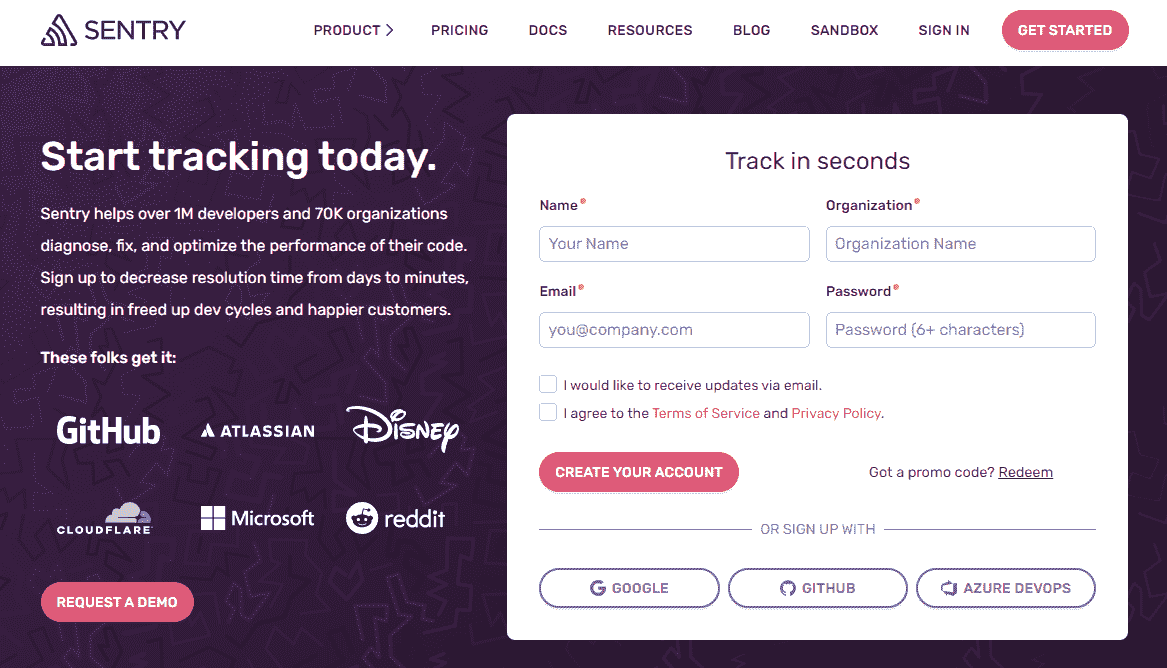 SENTRY
PRODUCT
PRICING
DOCS
RESOURCES
BLOG
SANDBOX
SIGN IN
GET STARTED
Start tracking today.
Sentry helps over 1M developers and 70K organizations
diagnose, fix, and optimize the performance of their code.
Sign up to decrease resolution time from days to minutes,
resulting in freed up dev cycles and happier customers.
These folks get it:
GitHub
ATLASSIAN
Disney
CLOUDFLARE
Microsoft
reddit
REQUEST A DEMO
Track in seconds
Name*
Your Name
Organization*
Organization Name
Email*
you@company.com
Password*
Password (6+ characters)
I would like to receive updates via email.
I agree to the Terms of Service and Privacy Policy.
CREATE YOUR ACCOUNT
Got a promo code? Redeem
OR SIGN UP WITH
GOOGLE
GITHUB
AZURE DEVOPS